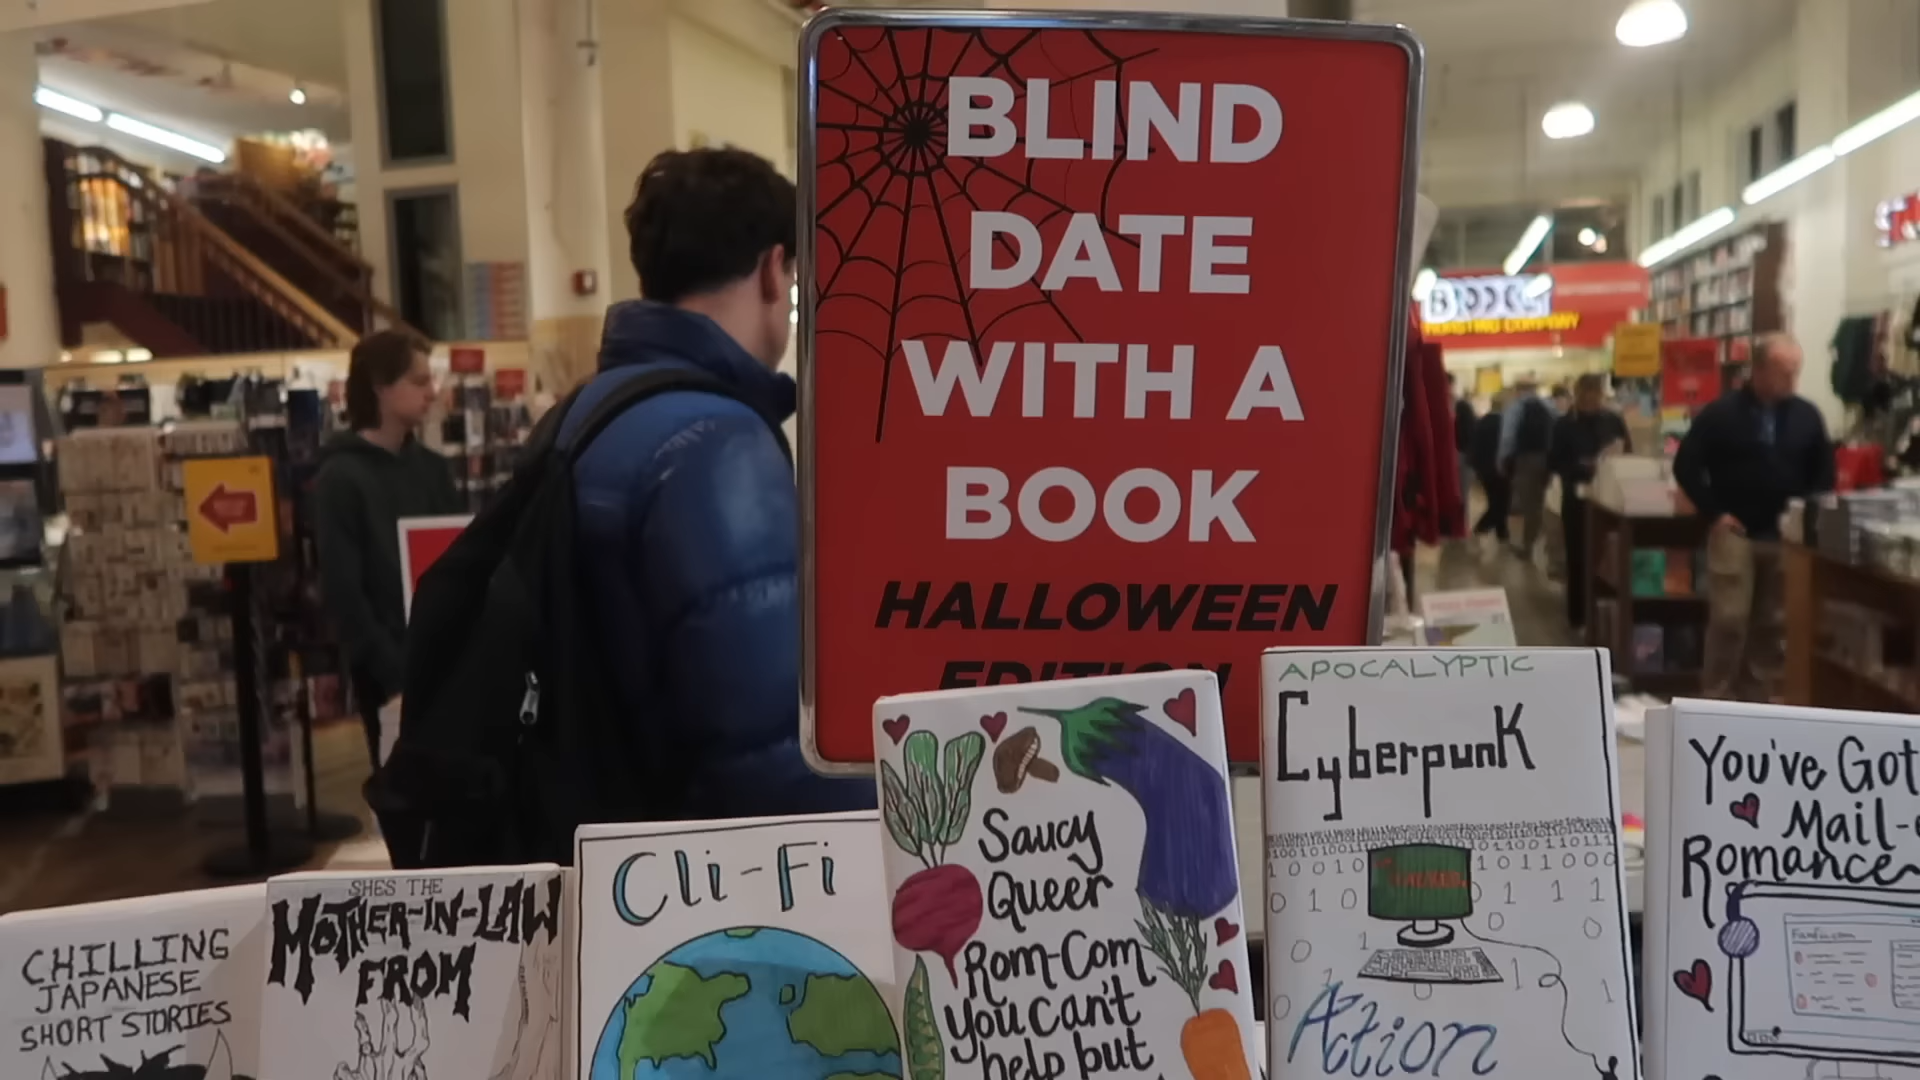 BLIND
DATE
WITH A
BOOK
HALLOWEEN
EDITION
CHILLING
JAPANESE
SHORT STORIES
SHES THE
MOTHER-IN-LAW
FROM
Cli-Fi
Saucy
Queer
Rom-Com
You can't
help but
APOCALYPTIC
Cyberpunk
Action
You've Got
Mail-
Romance